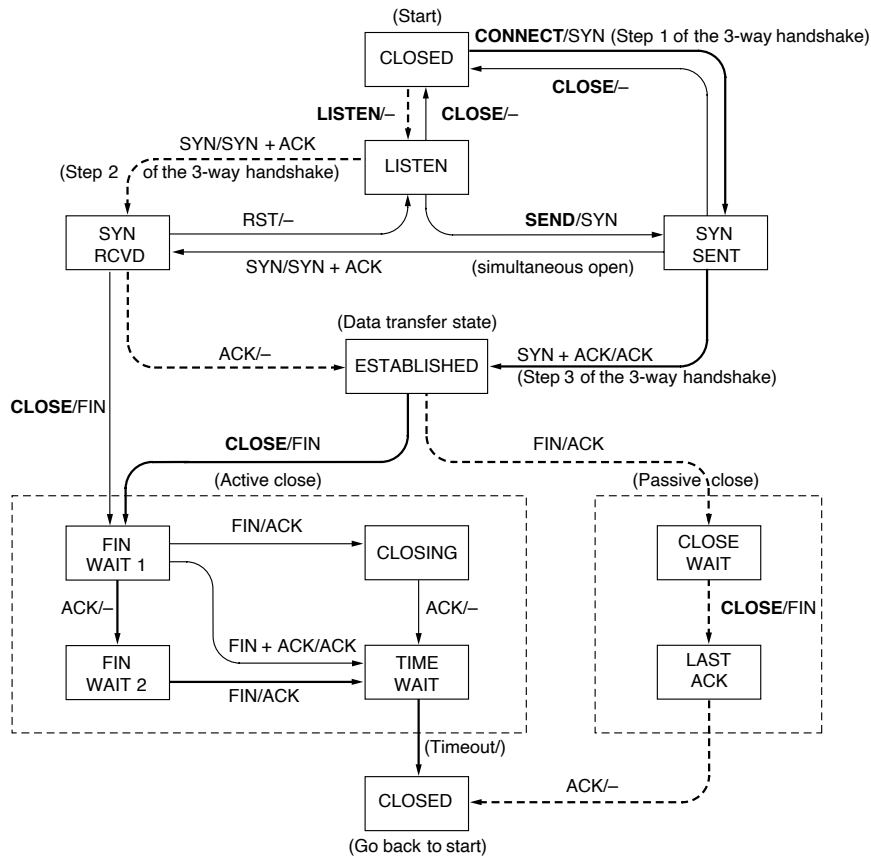 (Start)
CONNECT/SYN (Step 1 of the 3-way handshake)
CLOSED
CLOSE/–
LISTEN/–
CLOSE/–
SYN/SYN + ACK
(Step 2 of the 3-way handshake)
LISTEN
SYN
RCVD
RST/–
SEND/SYN
SYN
SENT
SYN/SYN + ACK
(simultaneous open)
(Data transfer state)
ACK/–
ESTABLISHED
SYN + ACK/ACK
(Step 3 of the 3-way handshake)
CLOSE/FIN
CLOSE/FIN
FIN/ACK
(Active close)
(Passive close)
FIN
WAIT 1
FIN/ACK
CLOSING
CLOSE
WAIT
ACK/–
ACK/–
CLOSE/FIN
FIN + ACK/ACK
FIN
WAIT 2
FIN/ACK
TIME
WAIT
LAST
ACK
(Timeout/)
CLOSED
ACK/–
(Go back to start)